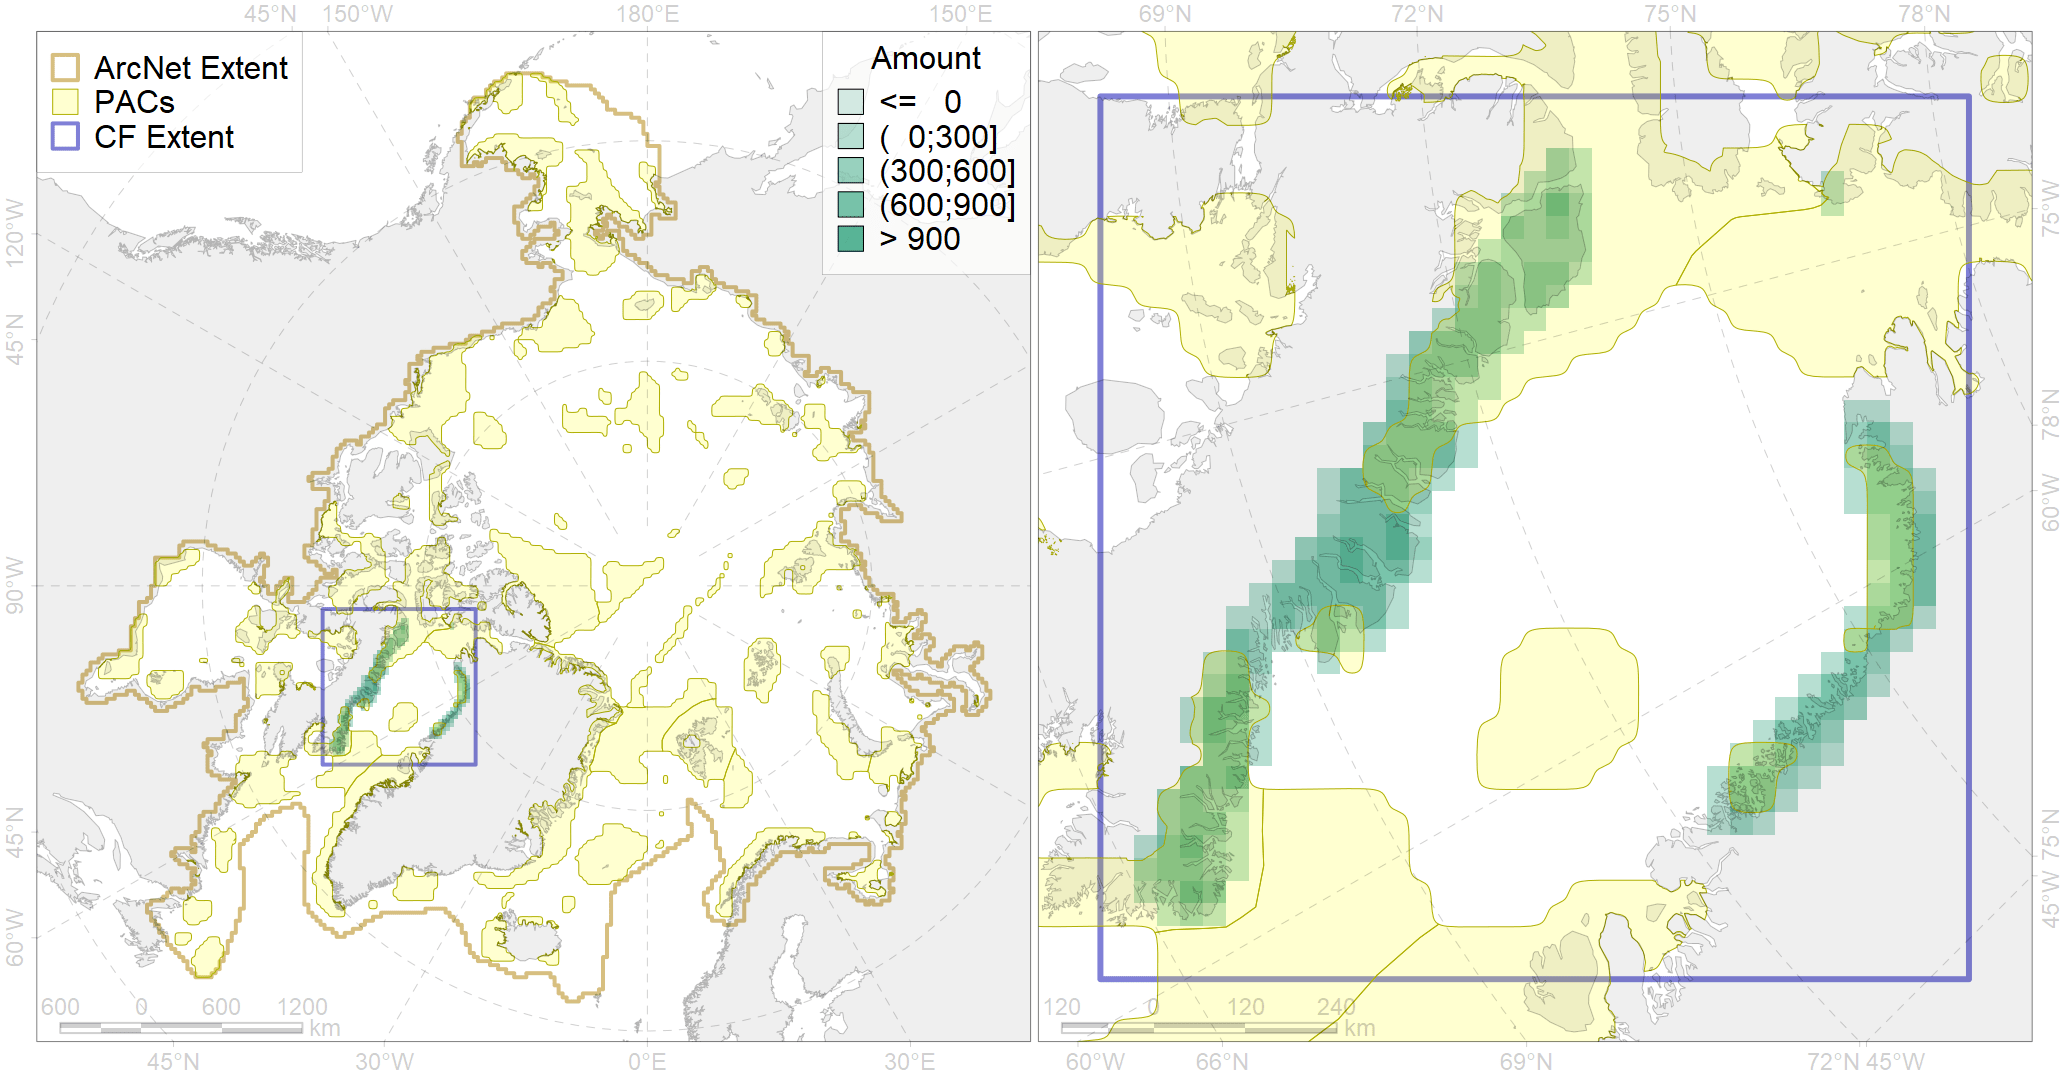 45°N 150°W 180°E 150°E 69°N 72°N 75°N 78°N
ArcNet Extent
PACs
CF Extent
Amount
<= 0
( 0;300]
(300;600]
(600;900]
> 900
120°W
45°N
90°W
45°N
60°W
75°W
78°N
60°W
75°N
45°W
600 0 600 1200
km
120 0 120 240
km
45°N 30°W 0°E 30°E 60°W 66°N 69°N 72°N 45°W